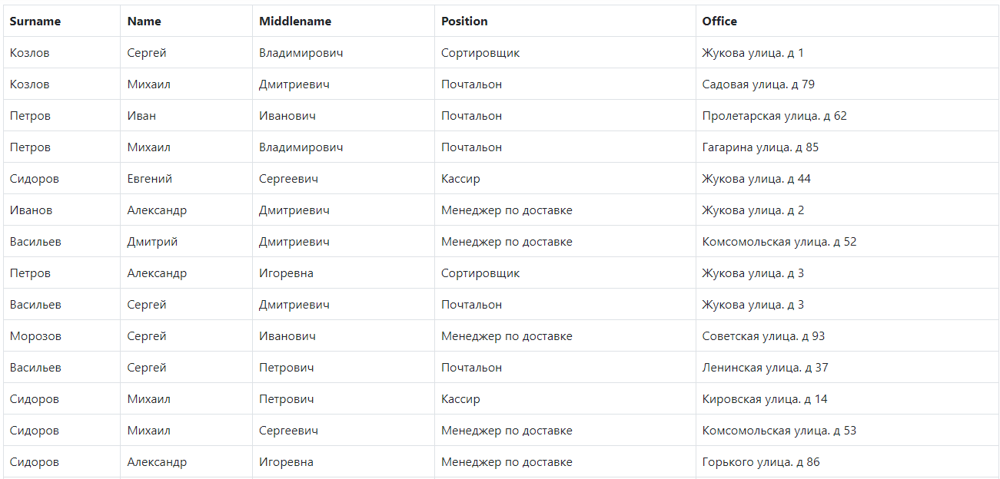 Surname Name Middlename Position Office
Козлов Сергей Владимирович Сортировщик Жукова улица. д 1
Козлов Михаил Дмитриевич Почтальон Садовая улица. д 79
Петров Иван Иванович Почтальон Пролетарская улица. д 62
Петров Михаил Владимирович Почтальон Гагарина улица. д 85
Сидоров Евгений Сергеевич Кассир Жукова улица. д 44
Иванов Александр Дмитриевич Менеджер по доставке Жукова улица. д 2
Васильев Дмитрий Дмитриевич Менеджер по доставке Комсомольская улица. д 52
Петров Александр Игоревна Сортировщик Жукова улица. д 3
Васильев Сергей Дмитриевич Почтальон Жукова улица. д 3
Морозов Сергей Иванович Менеджер по доставке Советская улица. д 93
Васильев Сергей Петрович Почтальон Ленинская улица. д 37
Сидоров Михаил Петрович Кассир Кировская улица. д 14
Сидоров Михаил Сергеевич Менеджер по доставке Комсомольская улица. д 53
Сидоров Александр Игоревна Менеджер по доставке Горького улица. д 86